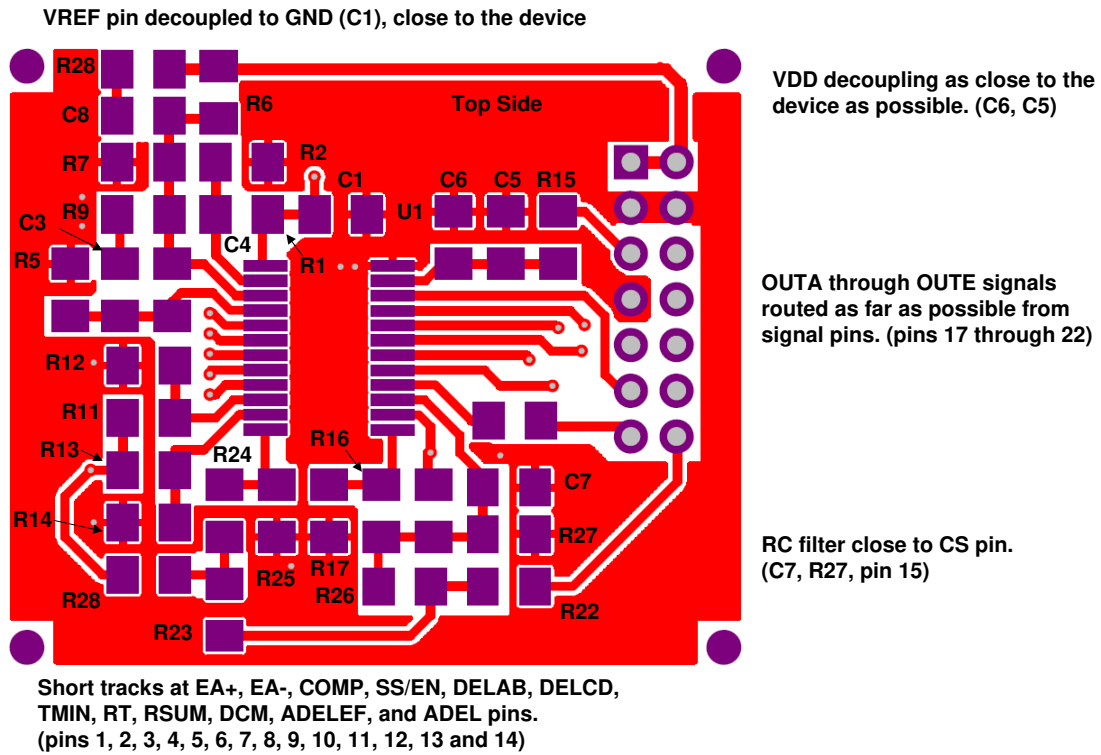 VREF pin decoupled to GND (C1), close to the device
R28
C8
R6
Top Side
VDD decoupling as close to the
device as possible. (C6, C5)
R7
R2
C1
C6
C5
R15
R9
C3
U1
C4
R5
R1
OUTA through OUTE signals
routed as far as possible from
signal pins. (pins 17 through 22)
R12
R11
R13
R24
R16
C7
R14
R27
RC filter close to CS pin.
(C7, R27, pin 15)
R28
R25
R17
R26
R22
R23
Short tracks at EA+, EA-, COMP, SS/EN, DELAB, DELCD,
TMIN, RT, RSUM, DCM, ADELEF, and ADEL pins.
(pins 1, 2, 3, 4, 5, 6, 7, 8, 9, 10, 11, 12, 13 and 14)